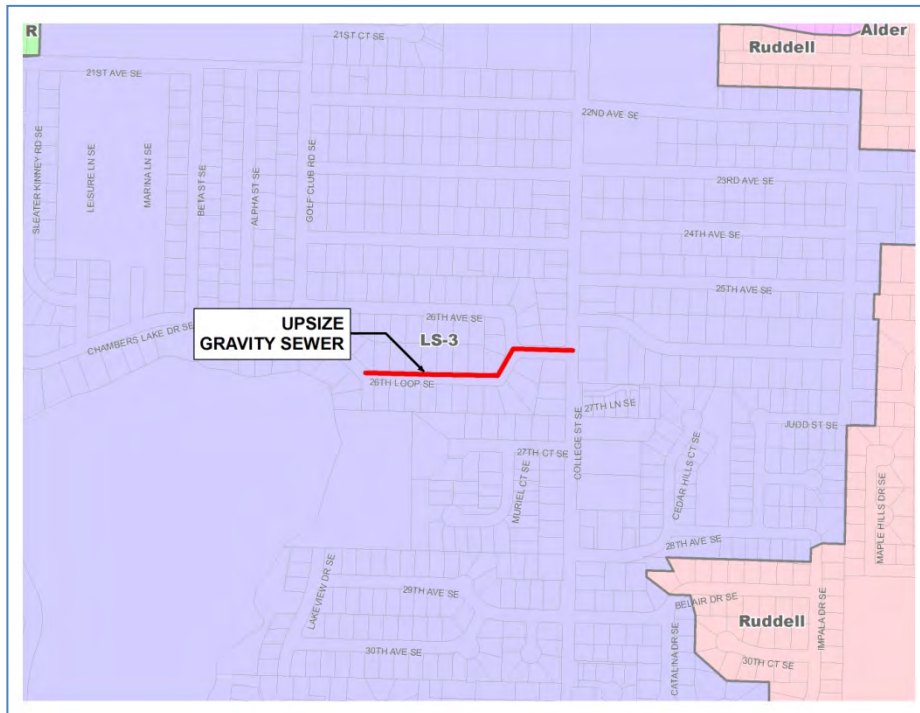 R
21ST CT SE
Alder
Ruddell
21ST AVE SE
22ND AVE SE
SLEATER KINNEY RD SE
LEISURE LN SE
MARINA LN SE
BETA ST SE
ALPHA ST SE
GOLF CLUB RD SE
23RD AVE SE
24TH AVE SE
25TH AVE SE
26TH AVE SE
UPSIZE
GRAVITY SEWER
LS-3
CHAMBERS LAKE DR SE
26TH LOOP SE
27TH LN SE
COLLEGE ST SE
JUDD ST SE
27TH CT SE
MURIEL CT SE
CEDAR HILLS CT SE
MAPLE HILLS DR SE
28TH AVE SE
LAKEVIEW DR SE
29TH AVE SE
BELAIR DR SE
Ruddell
IMPALA DR SE
30TH AVE SE
CATALINA DR SE
30TH CT SE